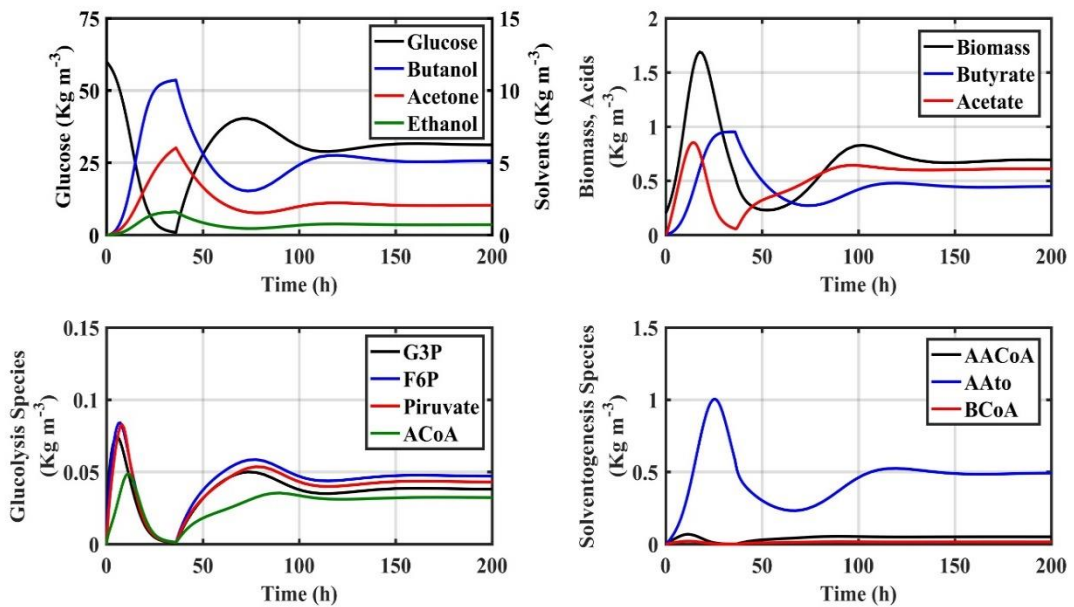 75
50
25
0
Glucose (Kg m-3)
Glucose
Butanol
Acetone
Ethanol
15
10
5
0
Solvents (Kg m-3)
0 50 100 150 200
Time (h)
2
1.5
1
0.5
0
Biomass, Acids
(Kg m-3)
Biomass
Butyrate
Acetate
0 50 100 150 200
Time (h)
0.15
0.1
0.05
0
Glucolysis Species
(Kg m-3)
G3P
F6P
Piruvate
ACoA
0 50 100 150 200
Time (h)
1.5
1
0.5
0
Solventogenesis Species
(Kg m-3)
AACoA
AAto
BCoA
0 50 100 150 200
Time (h)